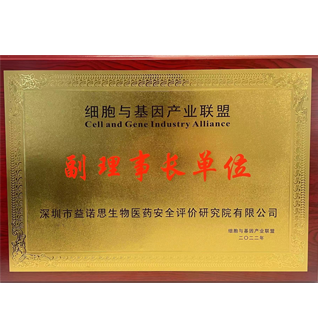 细胞与基因产业联盟
Cell and Gene Industry Alliance
副理事长单位
深圳市益诺思生物医药安全评价研究院有限公司
细胞与基因产业联盟
二〇二二年